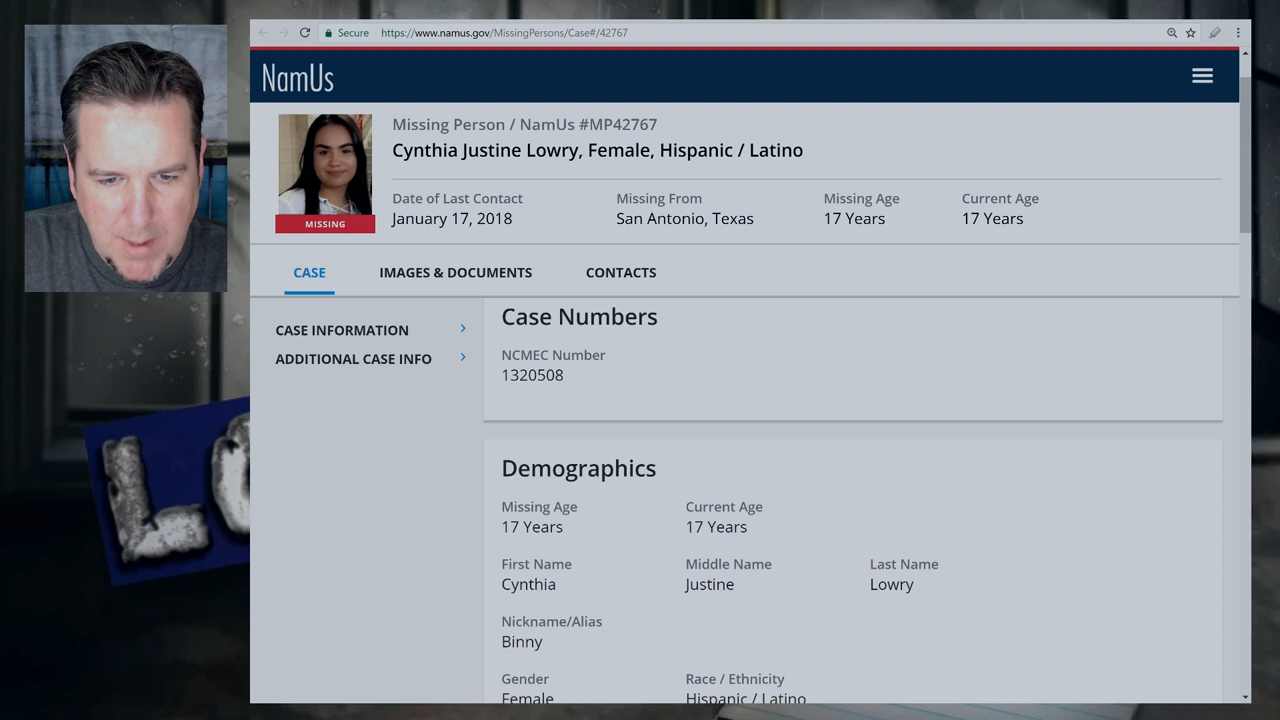 Secure https://www.namus.gov/MissingPersons/Case#/42767
NamUs
Missing Person / NamUs #MP42767
Cynthia Justine Lowry, Female, Hispanic / Latino
Date of Last Contact Missing From Missing Age Current Age
January 17, 2018 San Antonio, Texas 17 Years 17 Years
MISSING
CASE IMAGES & DOCUMENTS CONTACTS
CASE INFORMATION
ADDITIONAL CASE INFO
Case Numbers
NCMEC Number
1320508
Demographics
Missing Age Current Age
17 Years 17 Years
First Name Middle Name Last Name
Cynthia Justine Lowry
Nickname/Alias
Binny
Gender Race / Ethnicity
Female Hispanic / Latino